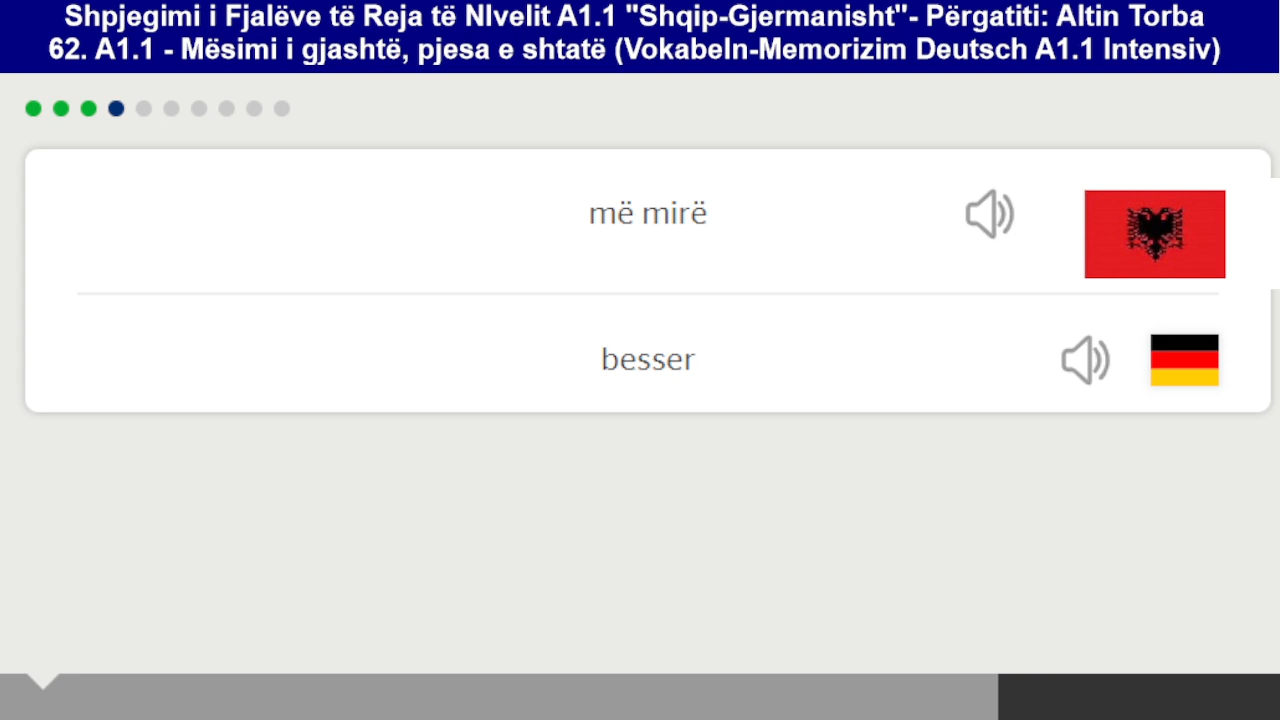 Shpjegimi i Fjalëve të Reja të NIvelit A1.1 "Shqip-Gjermanisht"- Përgatiti: Altin Torba
62. A1.1 - Mësimi i gjashtë, pjesa e shtatë (Vokabeln-Memorizim Deutsch A1.1 Intensiv)
më mirë
besser